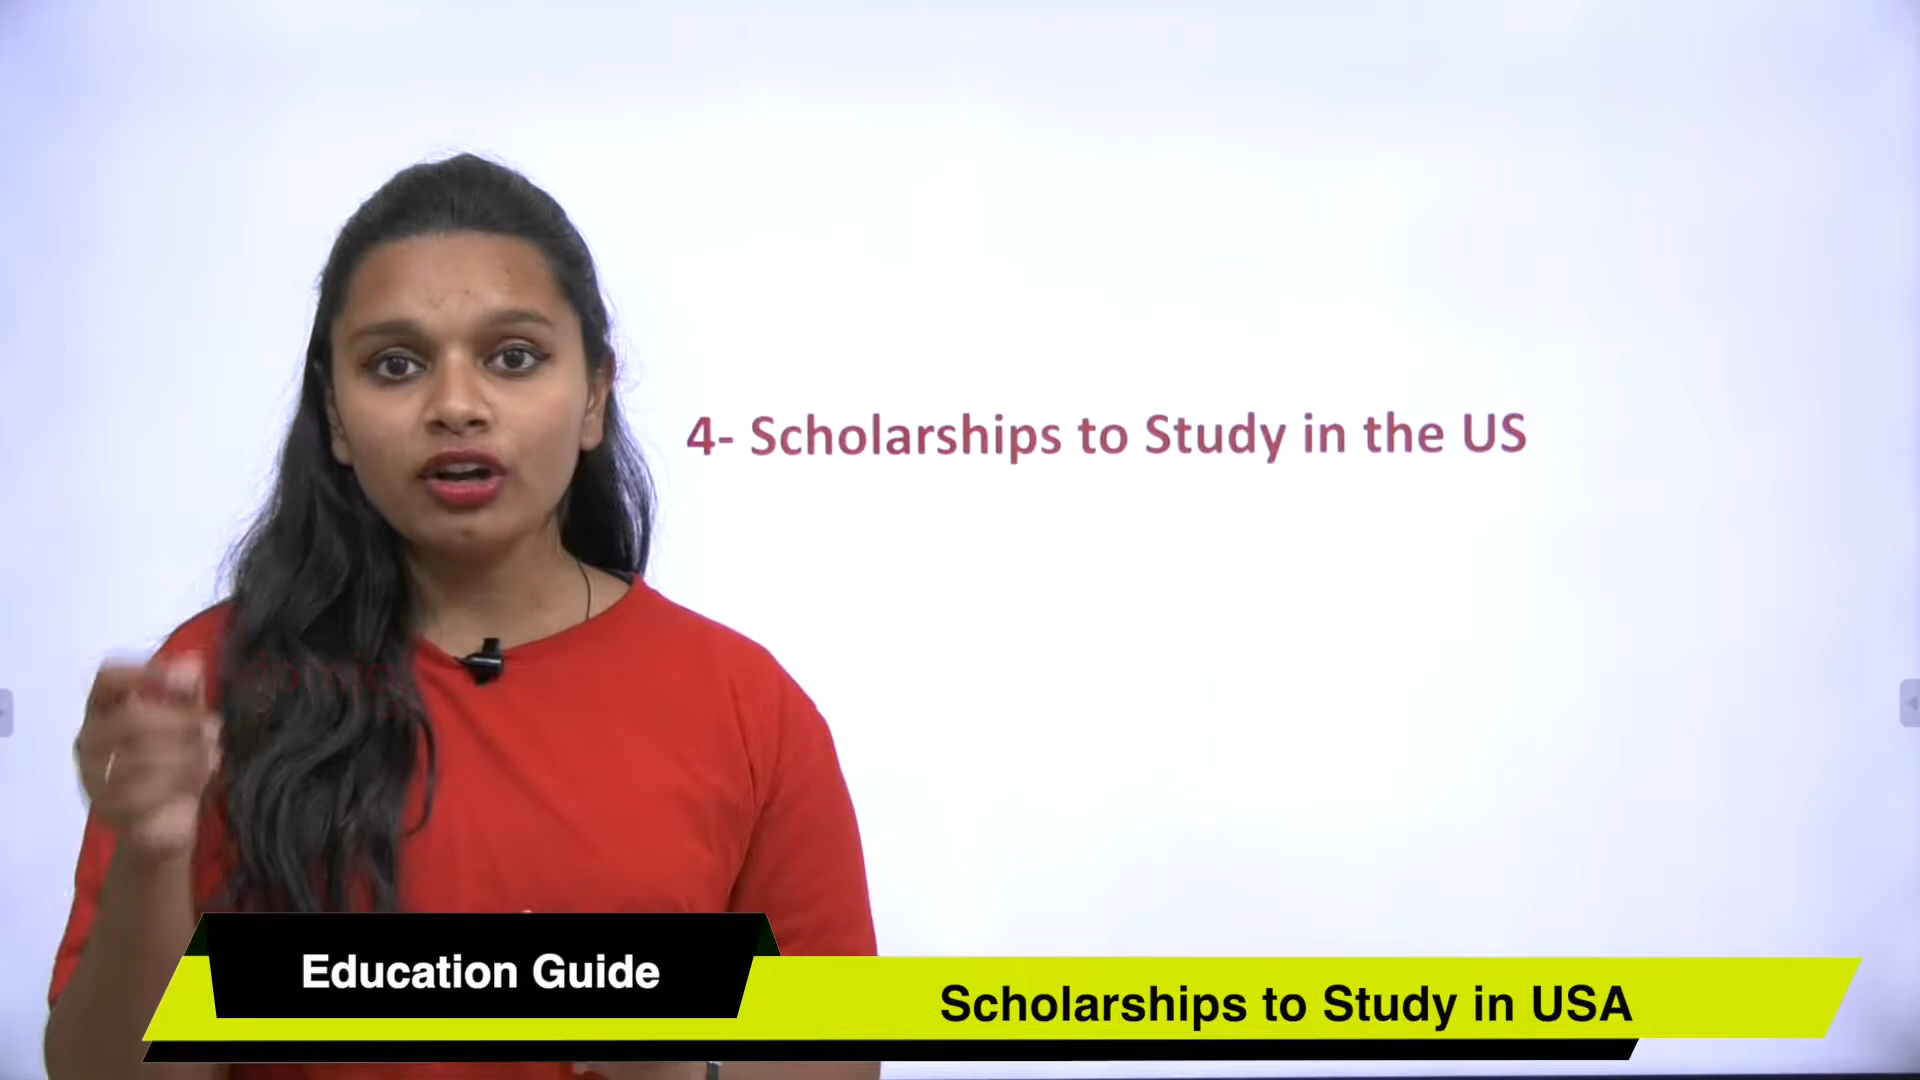 4- Scholarships to Study in the US
Education Guide
Scholarships to Study in USA